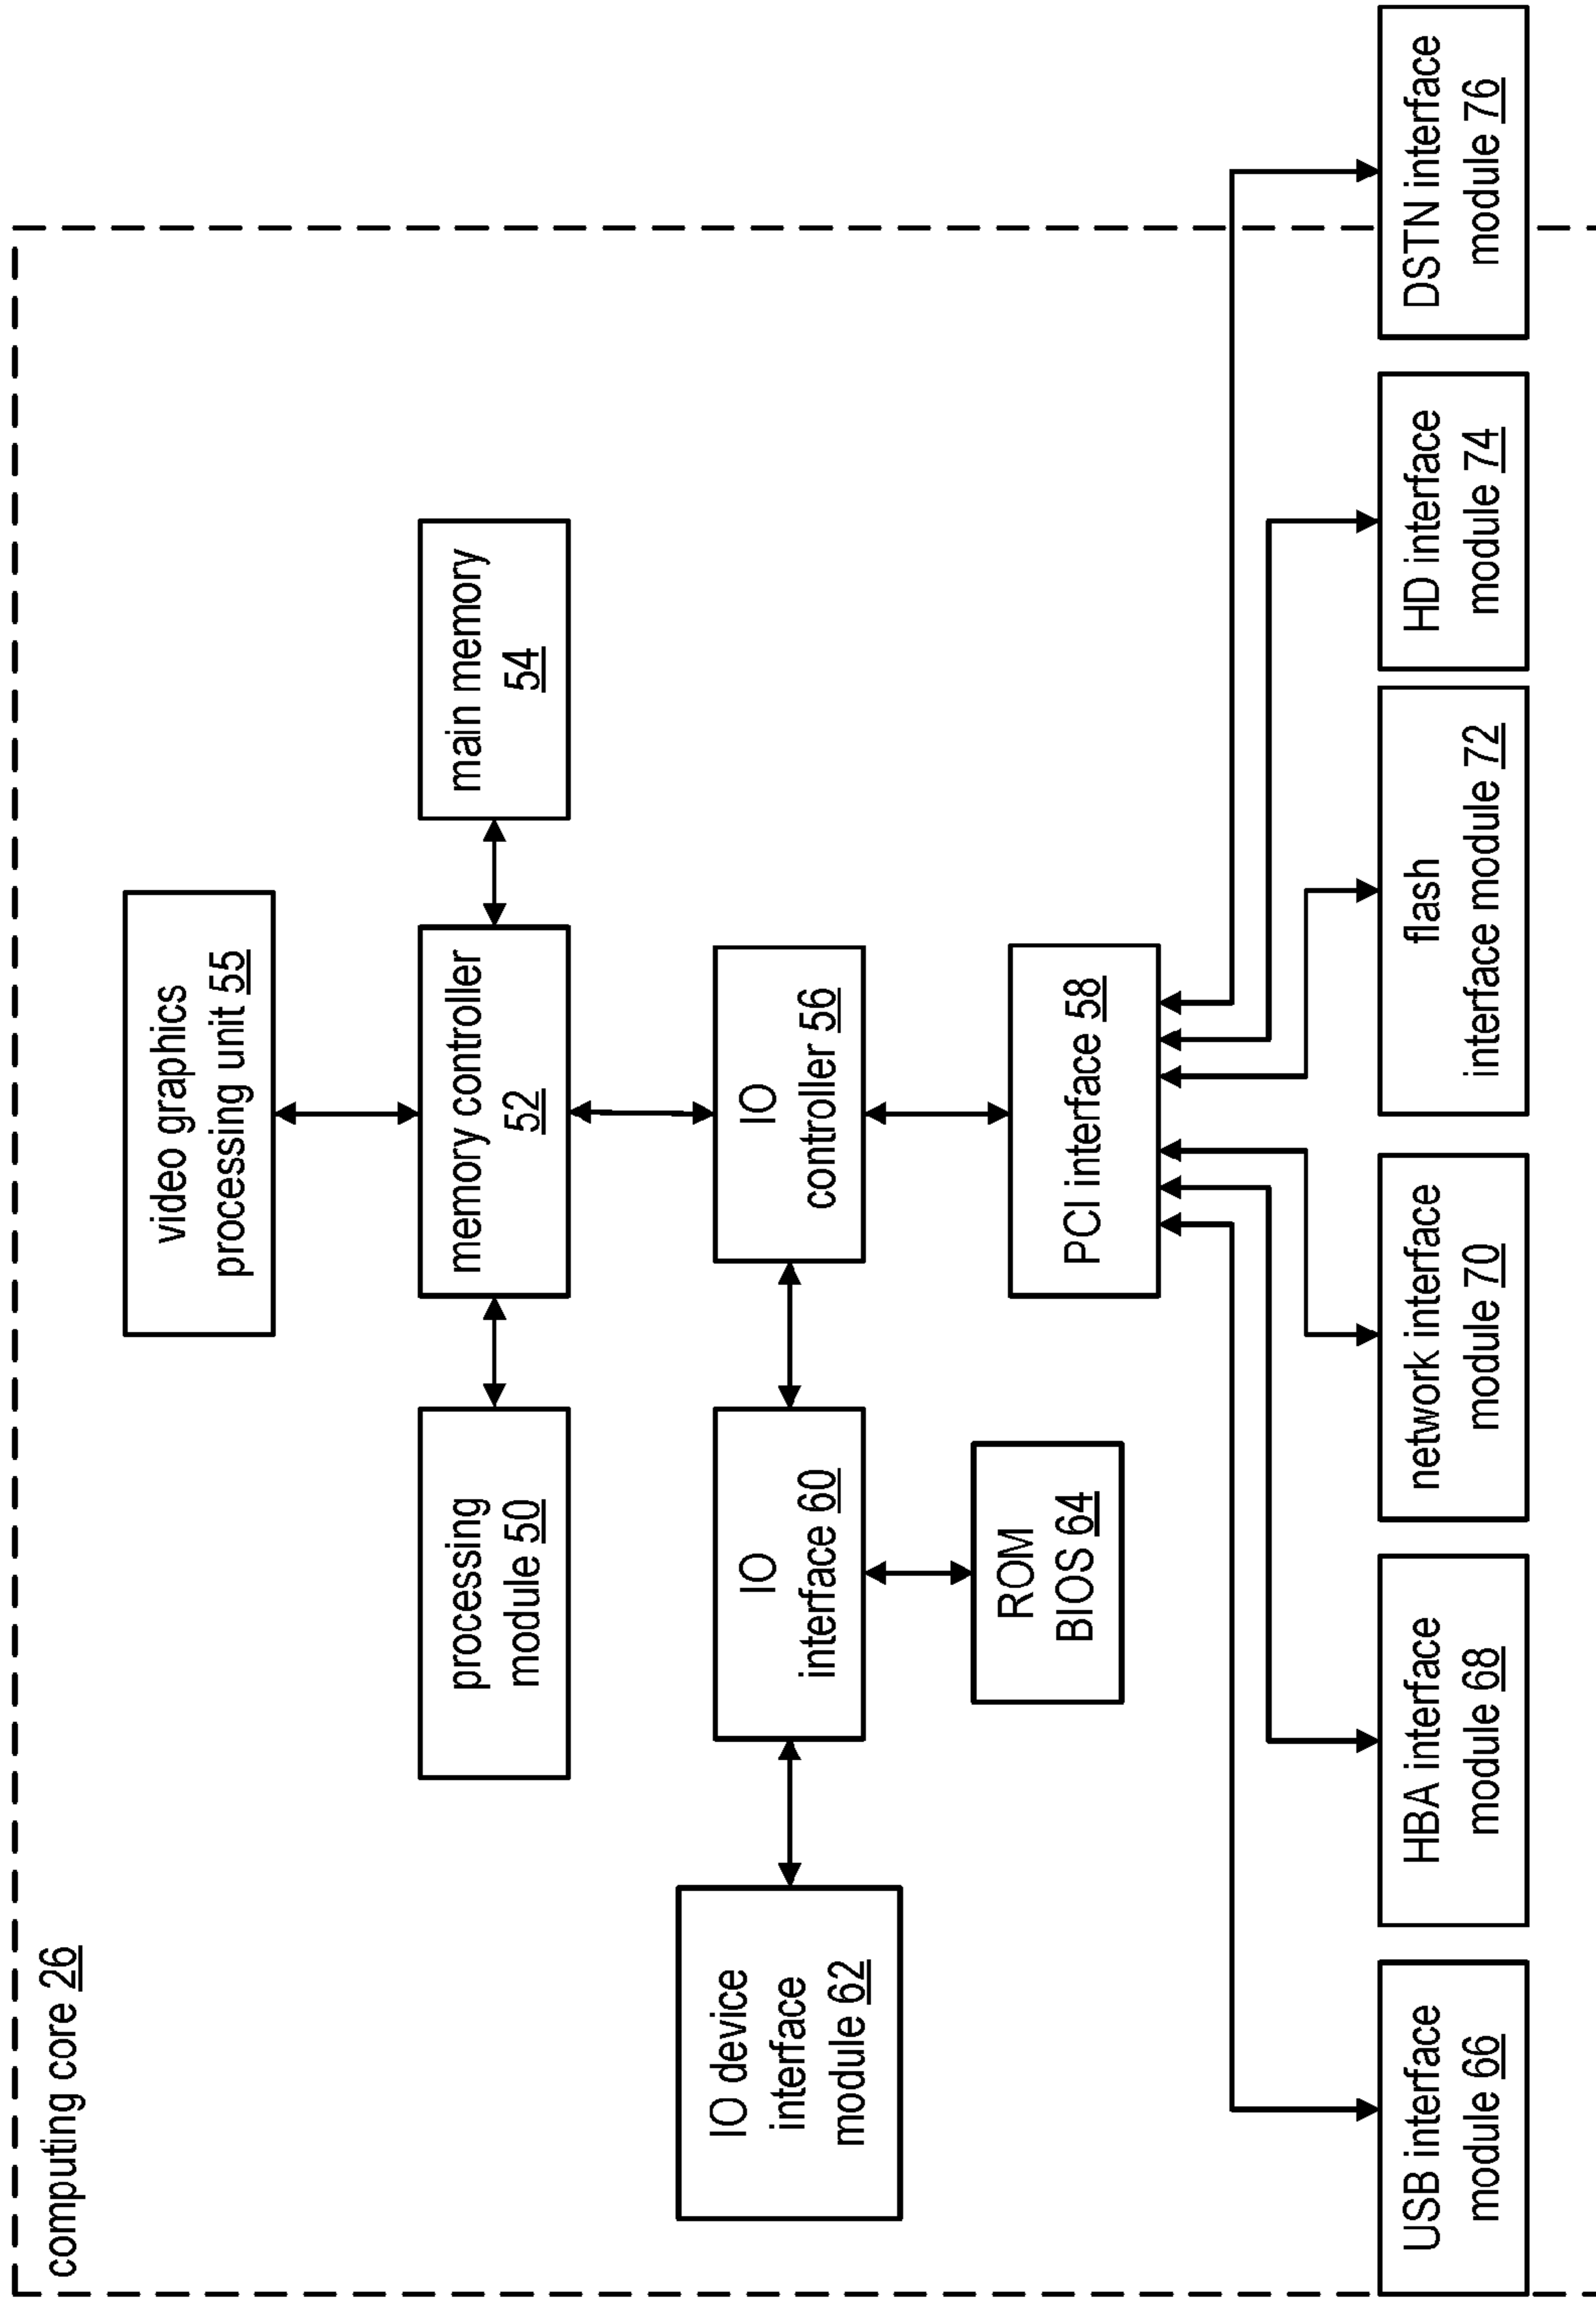 computing core 26
video graphics
processing unit 55
processing
module 50
memory controller
52
main memory
54
IO device
interface
module 62
IO
interface 60
IO
controller 56
ROM
BIOS 64
PCI interface 58
USB interface
module 66
HBA interface
module 68
network interface
module 70
flash
interface module 72
HD interface
module 74
DSTN interface
module 76